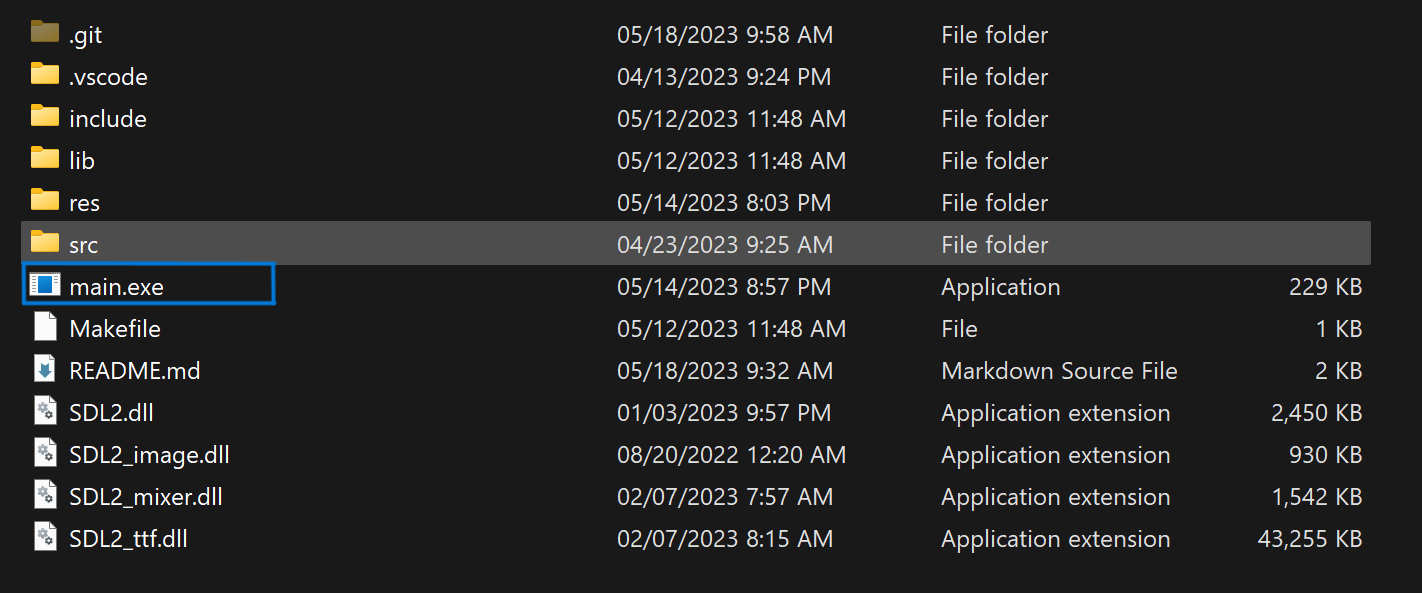 .git 05/18/2023 9:58 AM File folder
.vscode 04/13/2023 9:24 PM File folder
include 05/12/2023 11:48 AM File folder
lib 05/12/2023 11:48 AM File folder
res 05/14/2023 8:03 PM File folder
src 04/23/2023 9:25 AM File folder
main.exe 05/14/2023 8:57 PM Application 229 KB
Makefile 05/12/2023 11:48 AM File 1 KB
README.md 05/18/2023 9:32 AM Markdown Source File 2 KB
SDL2.dll 01/03/2023 9:57 PM Application extension 2,450 KB
SDL2_image.dll 08/20/2022 12:20 AM Application extension 930 KB
SDL2_mixer.dll 02/07/2023 7:57 AM Application extension 1,542 KB
SDL2_ttf.dll 02/07/2023 8:15 AM Application extension 43,255 KB